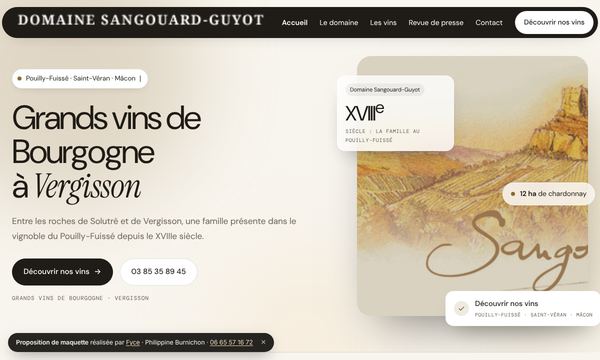 DOMAINE SANGOUARD-GUYOT
Accueil Le domaine Les vins Revue de presse Contact Découvrir nos vins
Pouilly-Fuissé · Saint-Véran · Mâcon |
Grands vins de
Bourgogne
à Vergisson
Entre les roches de Solutré et de Vergisson, une famille présente dans le
vignoble du Pouilly-Fuissé depuis le XVIIIe siècle.
Découvrir nos vins →
03 85 35 89 45
GRANDS VINS DE BOURGOGNE · VERGISSON
Domaine Sangouard-Guyot
XVIIIe
SIÈCLE : LA FAMILLE AU
POUILLY-FUISSÉ
12 ha de chardonnay
Sango
Découvrir nos vins
POUILLY-FUISSÉ · SAINT-VÉRAN · MÂCON
Proposition de maquette réalisée par Fyce · Philippine Burnichon · 06 65 57 16 72 ×